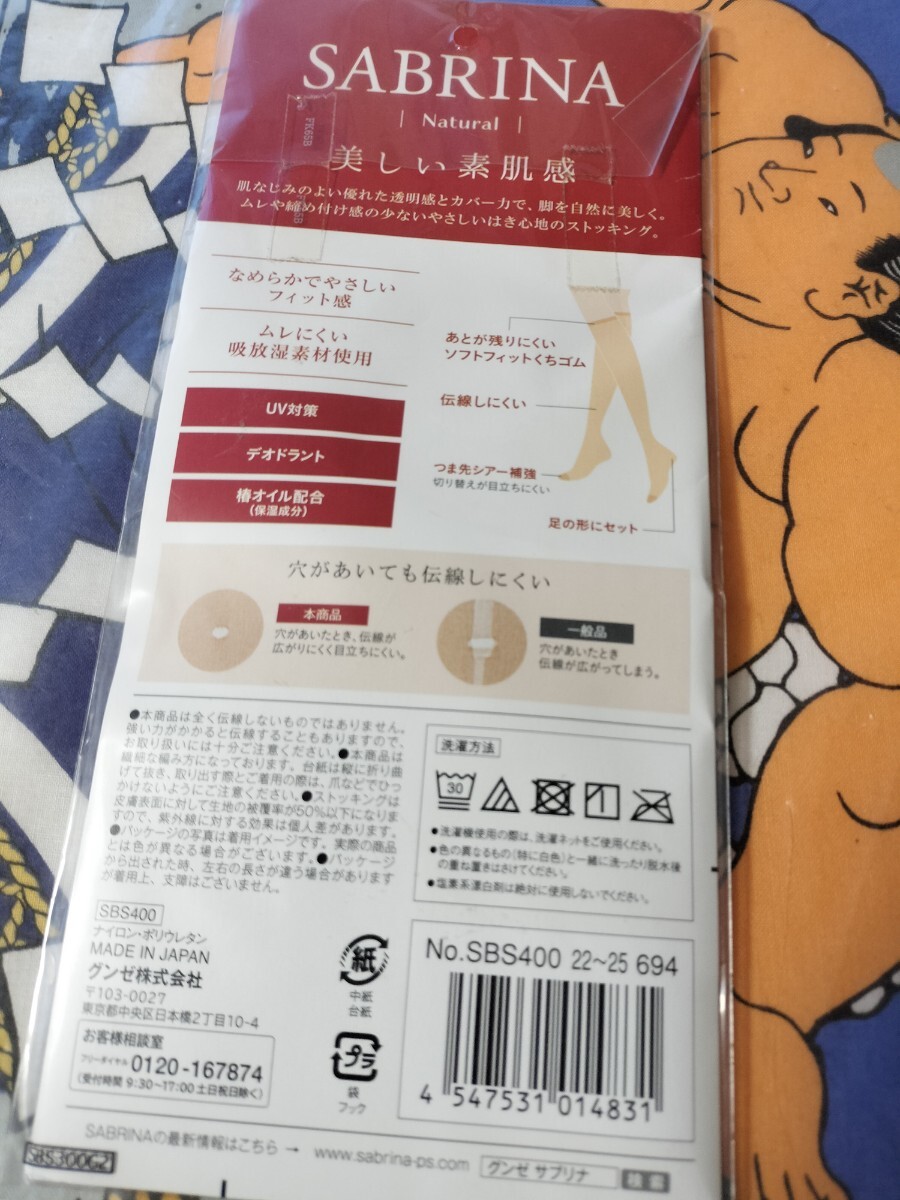 SABRINA
| Natural |
FK65B
美しい素肌感
肌なじみのよい優れた透明感とカバー力で、脚を自然に美しく。
ムレや締め付け感の少ないやさしいはき心地のストッキング。
なめらかでやさしい
フィット感
ムレにくい
吸放湿素材使用
UV対策
デオドラント
椿オイル配合
(保湿成分)
あとが残りにくい
ソフトフィットくちゴム
伝線しにくい
つま先シアー補強
切り替えが目立ちにくい
足の形にセット
穴があいても伝線しにくい
本商品
穴があいたとき、伝線が
広がりにくく目立ちにくい。
一般品
穴があいたとき
伝線が広がってしまう。
●本商品は全く伝線しないものではありません。
強い力がかかると伝線することもありますので、
お取り扱いには十分ご注意ください。●本商品は
繊細な編み方になっております。台紙は縦に折り曲
げて抜き、取り出す際とご着用の際は、爪などでひっ
かけないようにご注意ください。●ストッキングは
皮膚表面に対して生地の被覆率が50%以下になりま
すので、紫外線に対する効果は個人差があります。
●パッケージの写真は着用イメージです。実際の商品
とは色が異なる場合がございます。●パッケージ
から出された時、左右の長さが違う場合があります
が着用上、支障はございません。
洗濯方法
30
●洗濯機使用の際は、洗濯ネットをご使用ください。
●色の異なるもの(特に白色)と一緒に洗ったり脱水後
の重ね置きはさけてください。
●塩素系漂白剤は絶対に使用しないでください。
SBS400
ナイロン・ポリウレタン
MADE IN JAPAN
グンゼ株式会社
〒103-0027
東京都中央区日本橋2丁目10-4
お客様相談室
フリーダイヤル 0120-167874
(受付時間 9:30~17:00 土日祝日除く)
紙
中紙
台紙
プラ
袋
フック
No.SBS400 22~25 694
4 547531 014831
SABRINAの最新情報はこちら → www.sabrina-ps.com グンゼ サブリナ 検索
SBS300G2